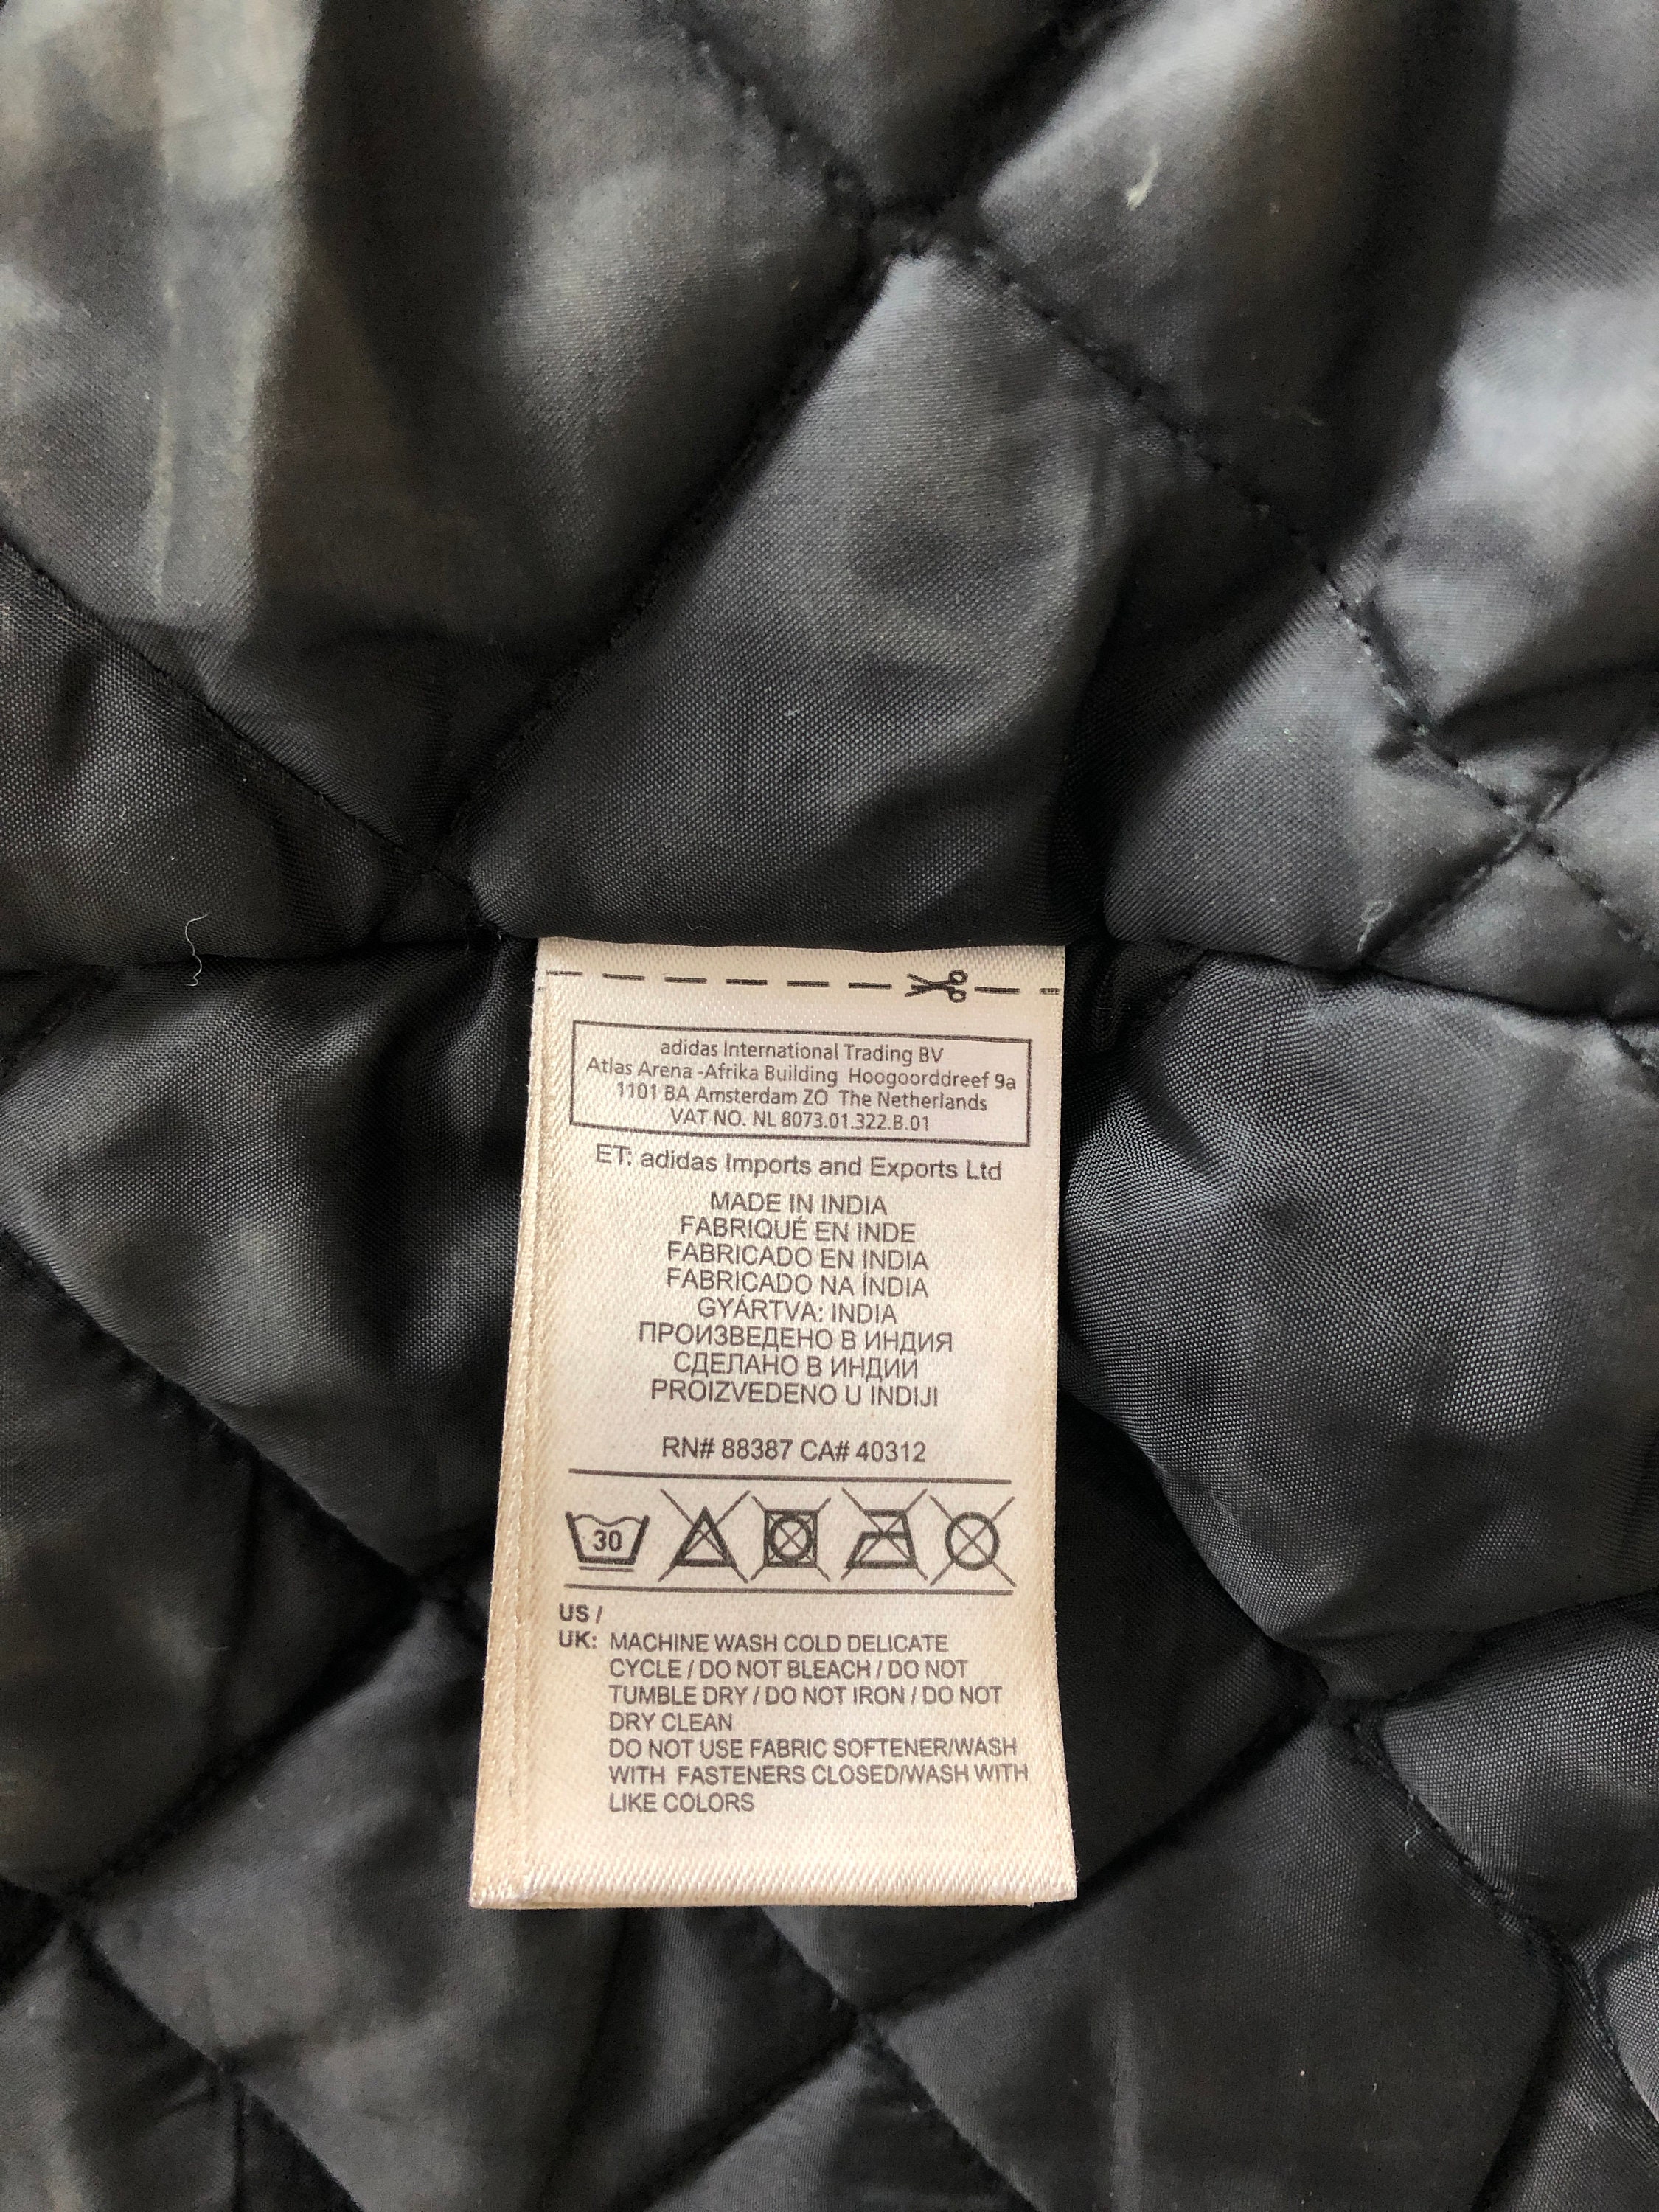 adidas International Trading BV
Atlas Arena -Afrika Building Hoogoorddreef 9a
1101 BA Amsterdam ZO The Netherlands
VAT NO. NL 8073.01.322.B.01
ET: adidas Imports and Exports Ltd
MADE IN INDIA
FABRIQUÉ EN INDE
FABRICADO EN INDIA
FABRICADO NA ÍNDIA
GYÁRTVA: INDIA
ПРОИЗВЕДЕНО В ИНДИЯ
СДЕЛАНО В ИНДИИ
PROIZVEDENO U INDIJI
RN# 88387 CA# 40312
30
US /
UK: MACHINE WASH COLD DELICATE
CYCLE / DO NOT BLEACH / DO NOT
TUMBLE DRY / DO NOT IRON / DO NOT
DRY CLEAN
DO NOT USE FABRIC SOFTENER/WASH
WITH FASTENERS CLOSED/WASH WITH
LIKE COLORS